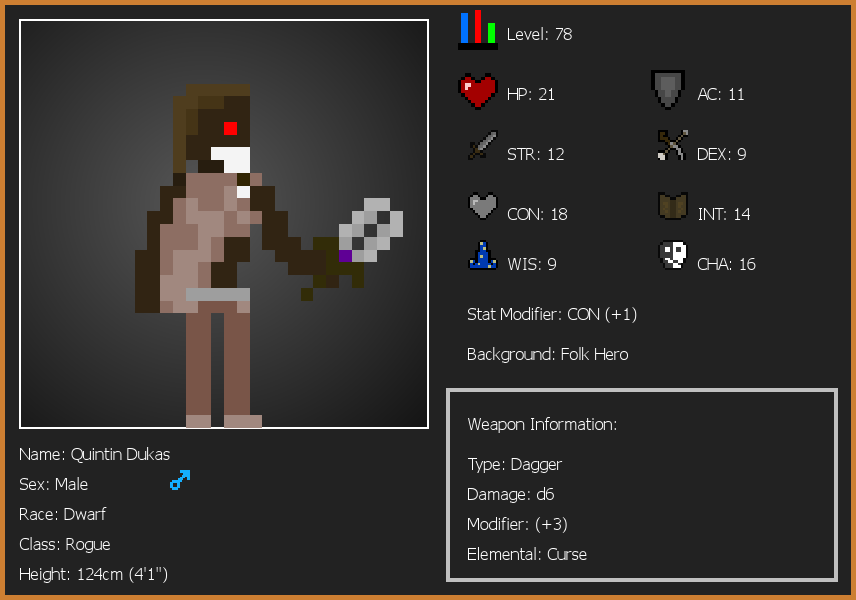 Level: 78
HP: 21
AC: 11
STR: 12
DEX: 9
CON: 18
INT: 14
WIS: 9
CHA: 16
Stat Modifier: CON (+1)
Background: Folk Hero
Weapon Information:
Type: Dagger
Damage: d6
Modifier: (+3)
Elemental: Curse
Name: Quintin Dukas
Sex: Male
Race: Dwarf
Class: Rogue
Height: 124cm (4'1")